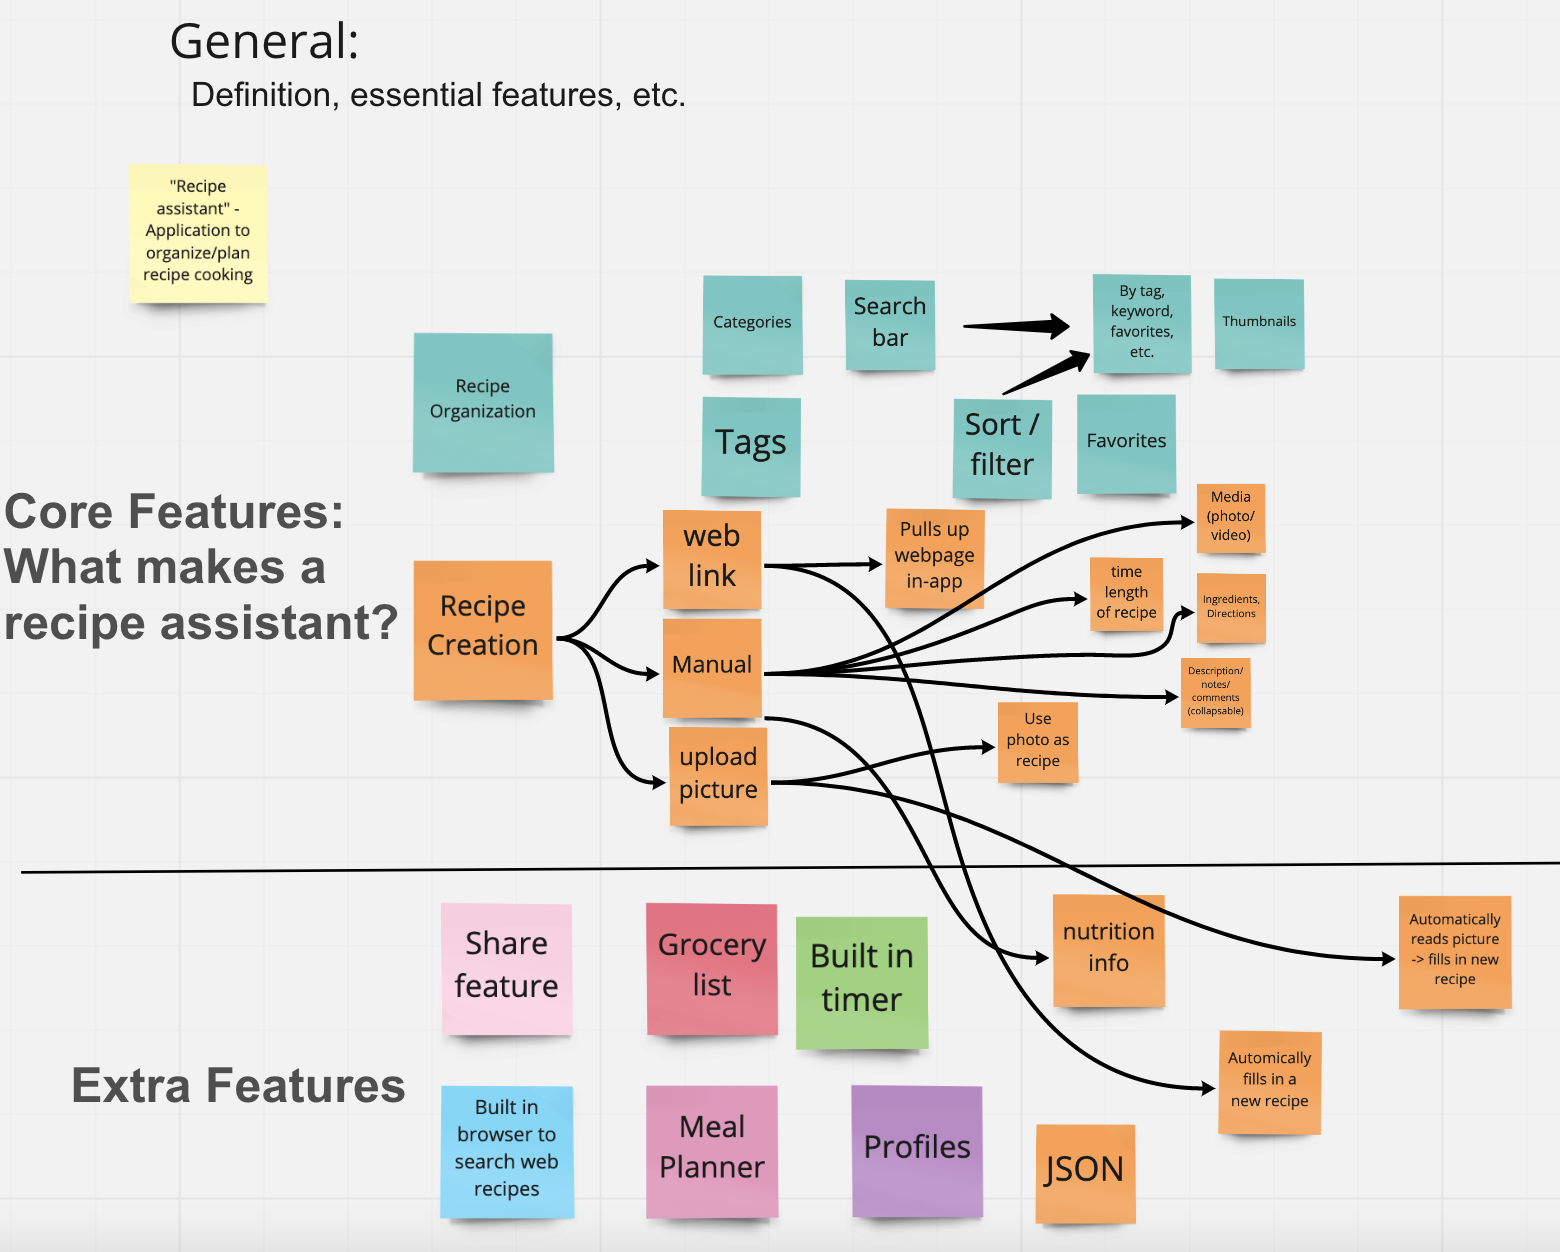 General:
Definition, essential features, etc.
"Recipe
assistant" -
Application to
organize/plan
recipe cooking
Recipe
Organization
Categories
Search
bar
By tag,
keyword,
favorites,
etc.
Thumbnails
Tags
Sort /
filter
Favorites
Core Features:
What makes a
recipe assistant?
Recipe
Creation
web
link
Pulls up
webpage
in-app
Media
(photo/
video)
time
length
of recipe
Ingredients,
Directions
Manual
Description/
notes/
comments
(collapsable)
upload
picture
Use
photo as
recipe
Extra Features
Share
feature
Grocery
list
Built in
timer
nutrition
info
Automatically
reads picture
-> fills in new
recipe
Automically
fills in a
new recipe
Built in
browser to
search web
recipes
Meal
Planner
Profiles
JSON